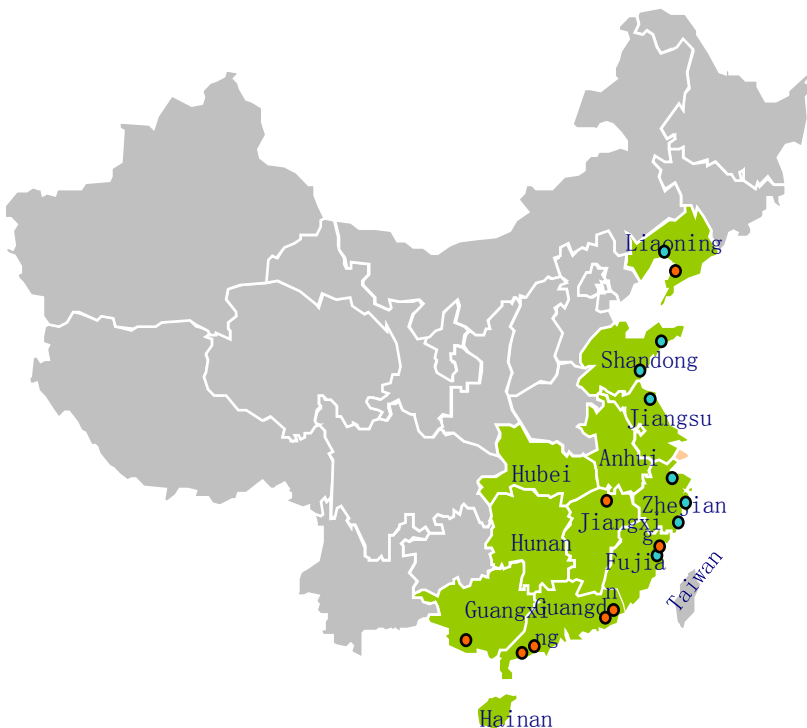 Liaoning
Shandong
Jiangsu
Anhui
Hubei
Zhejian
g
Jiangxi
Hunan
Fujia
n
Taiwan
Guangxi
Guangdo
ng
Hainan